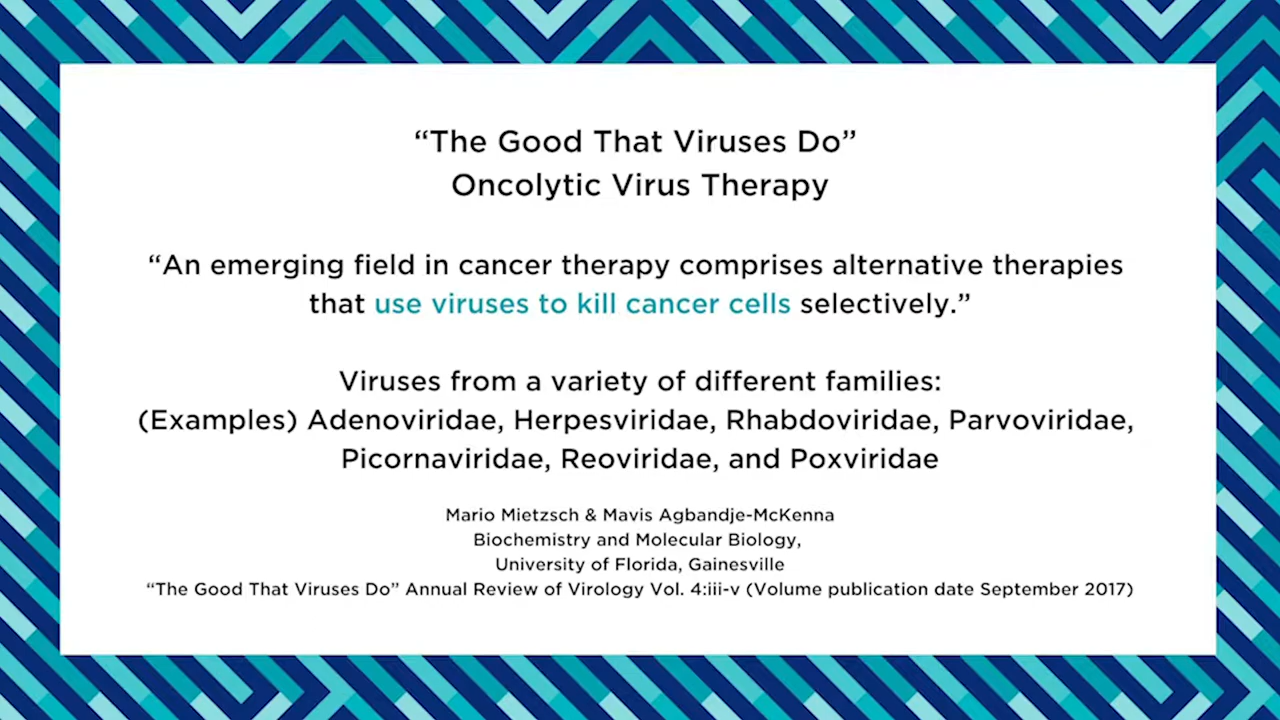 “The Good That Viruses Do”
Oncolytic Virus Therapy
“An emerging field in cancer therapy comprises alternative therapies
that use viruses to kill cancer cells selectively.”
Viruses from a variety of different families:
(Examples) Adenoviridae, Herpesviridae, Rhabdoviridae, Parvoviridae,
Picornaviridae, Reoviridae, and Poxviridae
Mario Mietzsch & Mavis Agbandje-McKenna
Biochemistry and Molecular Biology,
University of Florida, Gainesville
“The Good That Viruses Do” Annual Review of Virology Vol. 4:iii-v (Volume publication date September 2017)